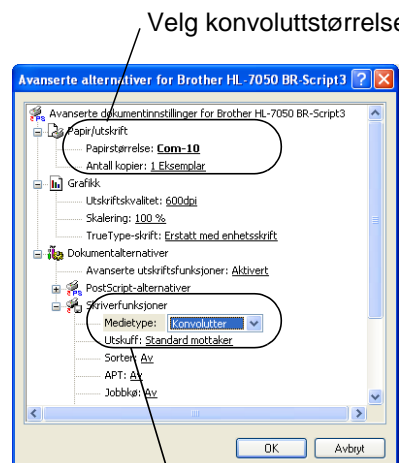 Velg konvoluttstørrelse
Avanserte alternativer for Brother HL-7050 BR-Script3
Avanserte dokumentinnstillinger for Brother HL-7050 BR-Script3
Papir/utskrift
Papirstørrelse: Com-10
Antall kopier: 1 Eksemplar
Grafikk
Utskriftskvalitet: 600dpi
Skalering: 100 %
TrueType-skrift: Erstatt med enhetsskrift
Dokumentalternativer
Avanserte utskriftsfunksjoner: Aktivert
PostScript-alternativer
Skriverfunksjoner
Medietype: Konvolutter
Utskuff: Standard mottaker
Sorter: Av
APT: Av
Jobbkø: Av
OK Avbryt